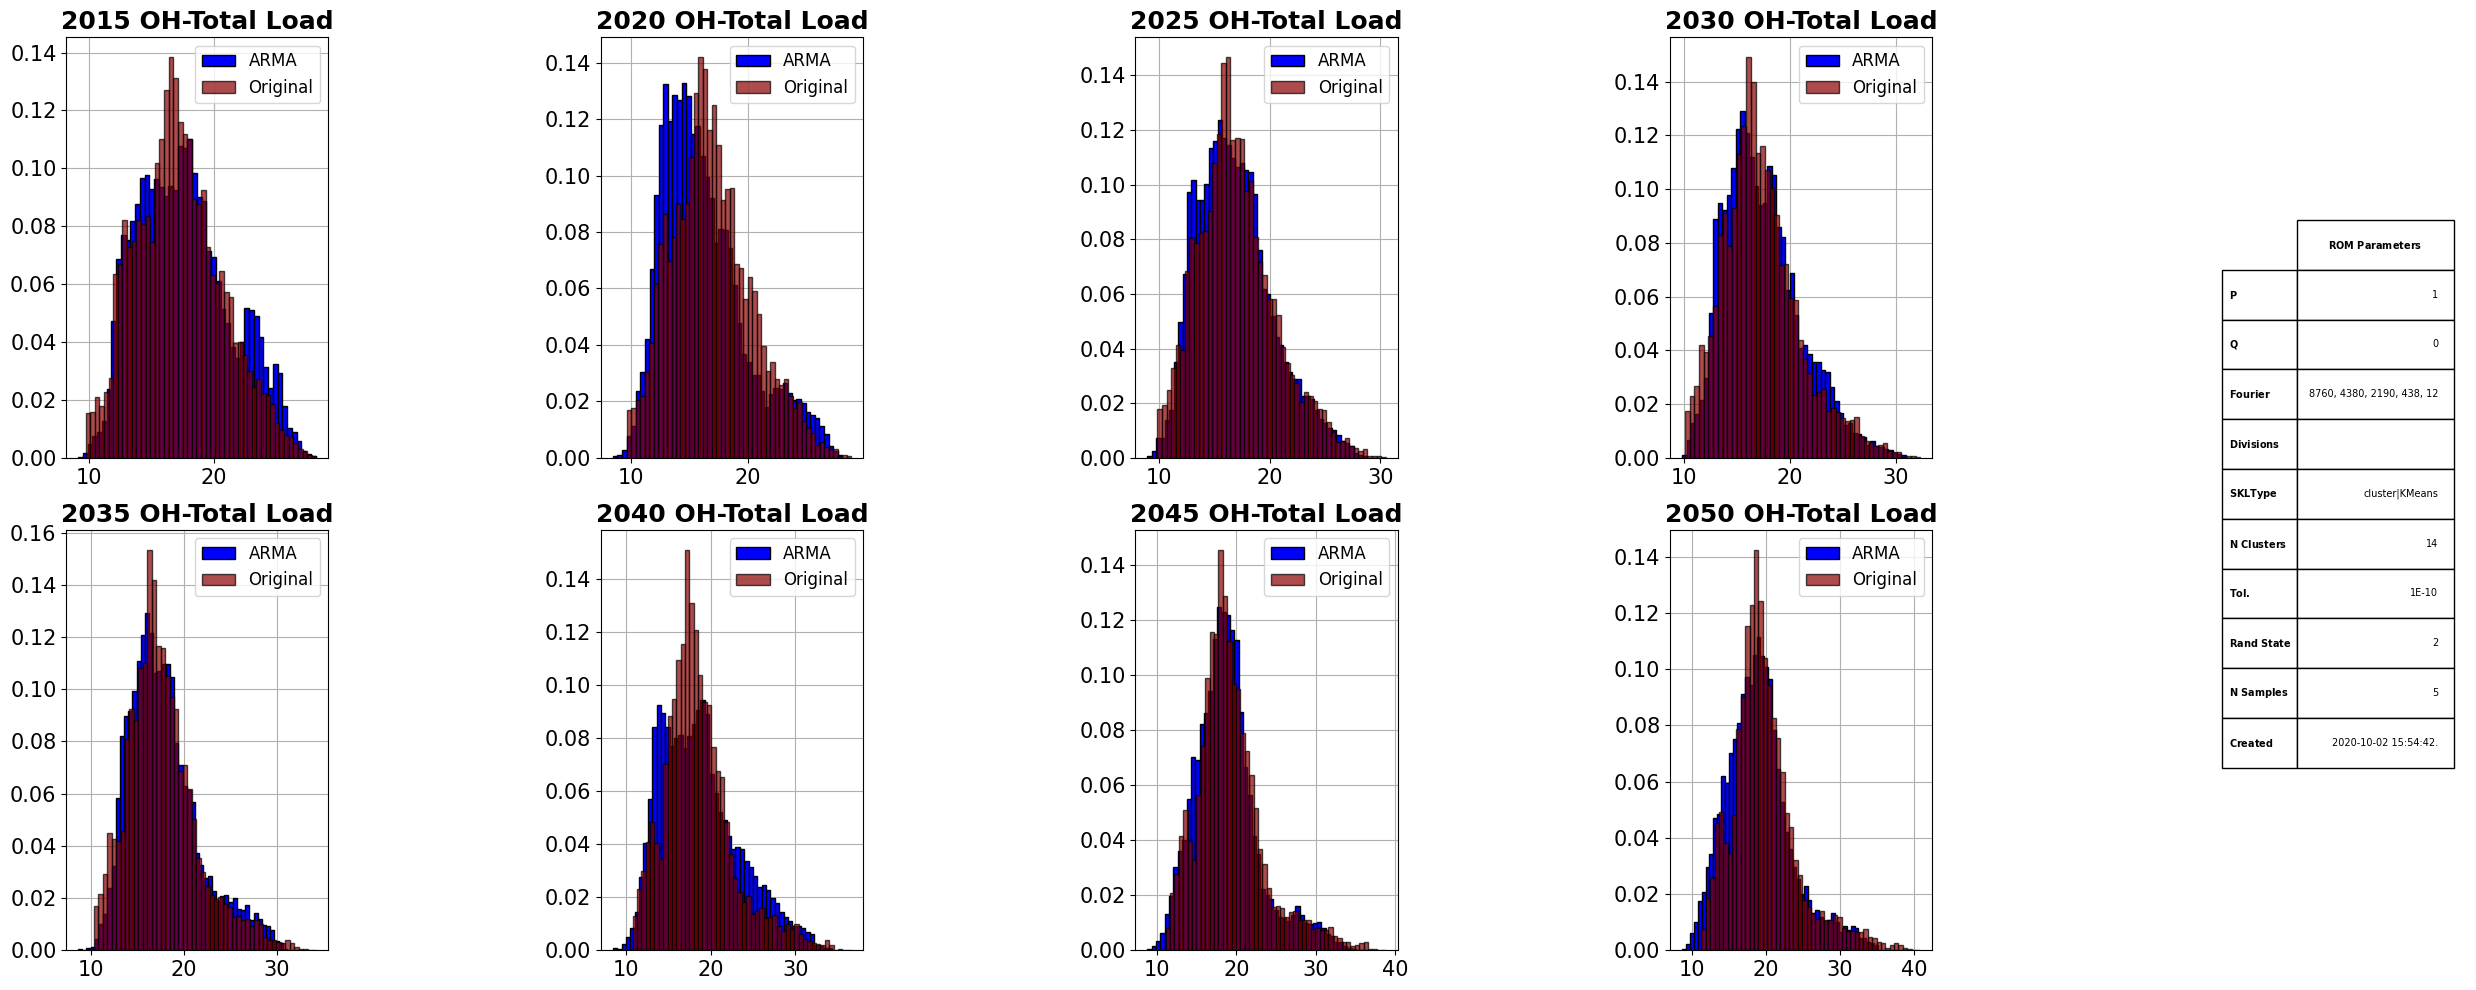 2015 OH-Total Load
ARMA
Original
0.14
0.12
0.10
0.08
0.06
0.04
0.02
0.00
10
20
2020 OH-Total Load
ARMA
Original
0.14
0.12
0.10
0.08
0.06
0.04
0.02
0.00
10
20
2025 OH-Total Load
ARMA
Original
0.14
0.12
0.10
0.08
0.06
0.04
0.02
0.00
10
20
30
2030 OH-Total Load
ARMA
Original
0.14
0.12
0.10
0.08
0.06
0.04
0.02
0.00
10
20
30
2035 OH-Total Load
ARMA
Original
0.16
0.14
0.12
0.10
0.08
0.06
0.04
0.02
0.00
10
20
30
2040 OH-Total Load
ARMA
Original
0.14
0.12
0.10
0.08
0.06
0.04
0.02
0.00
10
20
30
2045 OH-Total Load
ARMA
Original
0.14
0.12
0.10
0.08
0.06
0.04
0.02
0.00
10
20
30
40
2050 OH-Total Load
ARMA
Original
0.14
0.12
0.10
0.08
0.06
0.04
0.02
0.00
10
20
30
40
ROM Parameters
P 1
Q 0
Fourier 8760, 4380, 2190, 438, 12
Divisions
SKLType cluster|KMeans
N Clusters 14
Tol. 1E-10
Rand State 2
N Samples 5
Created 2020-10-02 15:54:42.